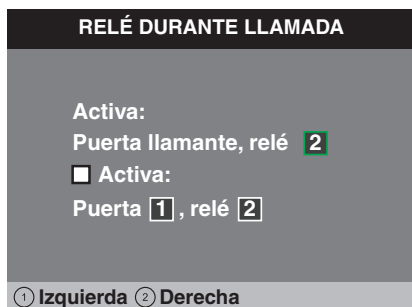 RELÉ DURANTE LLAMADA
Activa:
Puerta llamante, relé 2
Activa:
Puerta 1, relé 2
1 Izquierda 2 Derecha